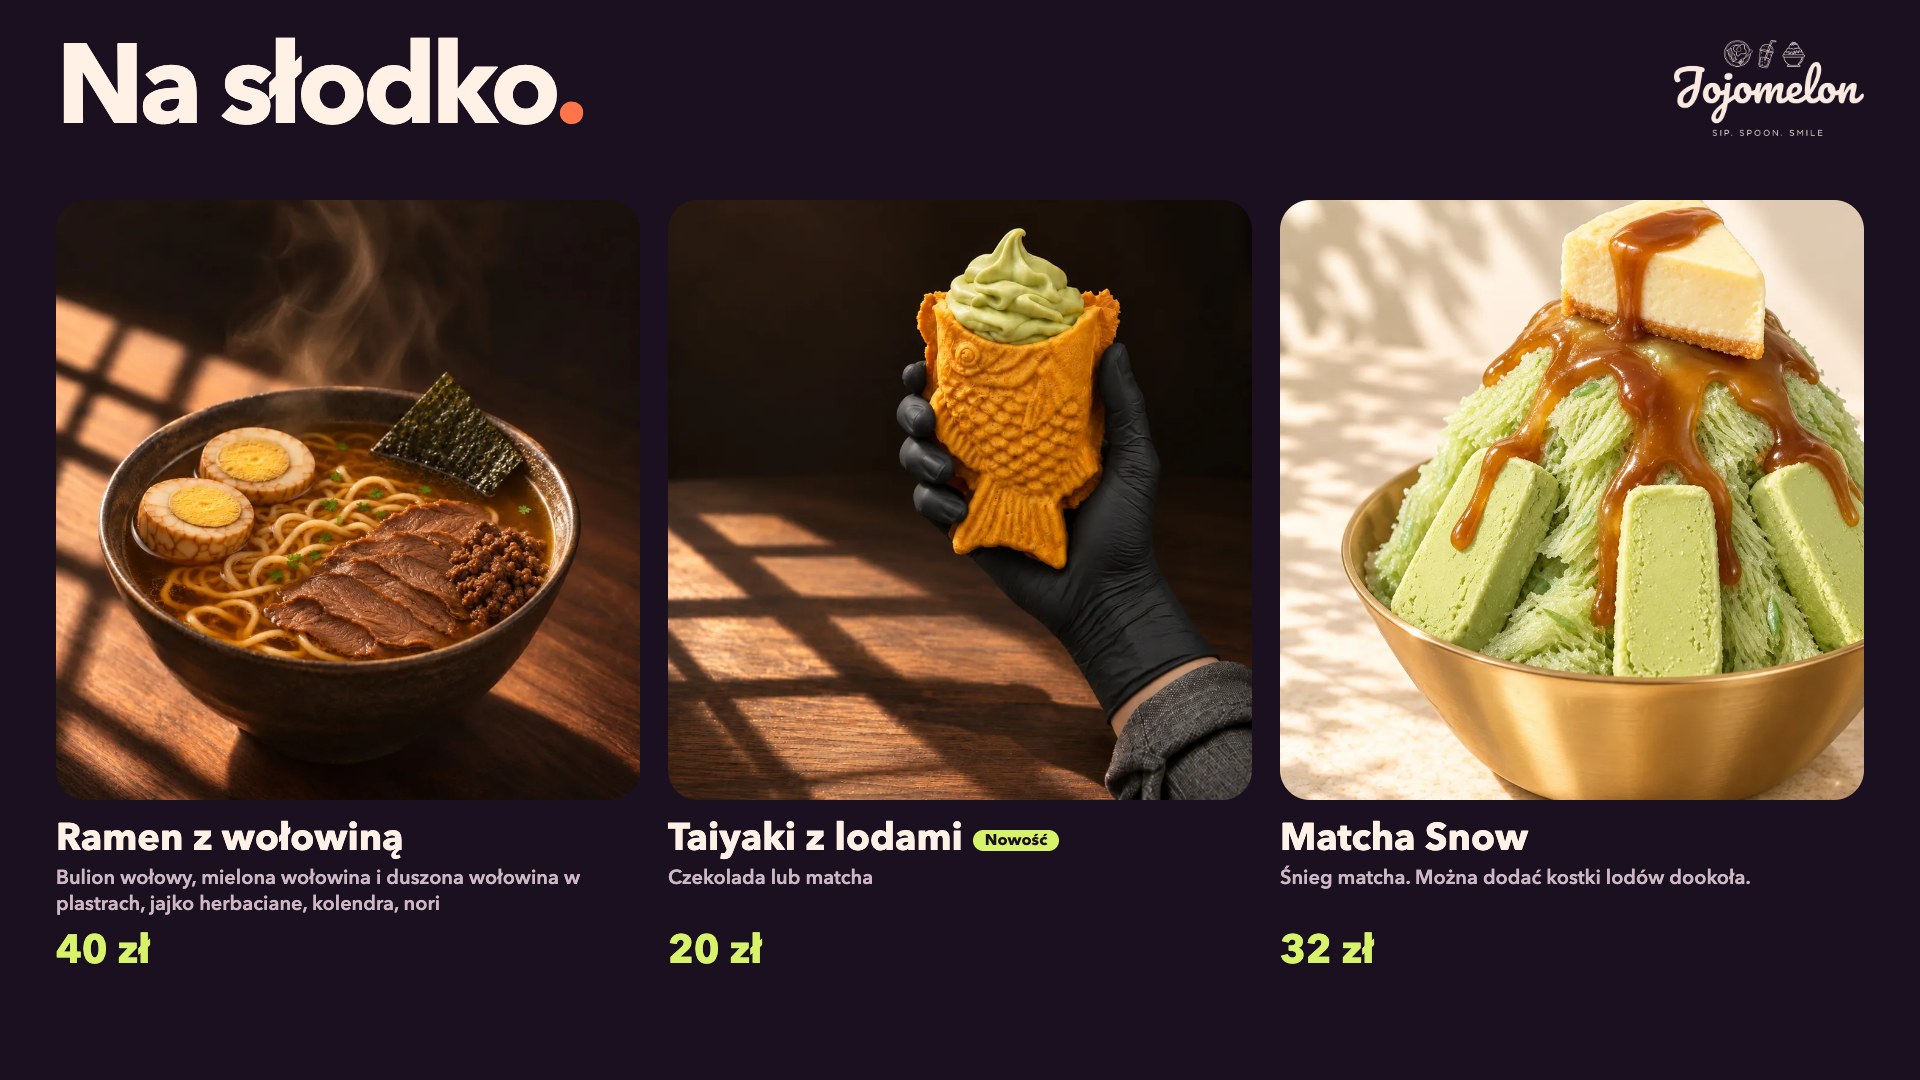 Na słodko.
Jojomelon
SIP. SPOON. SMILE
Ramen z wołowiną
Bulion wołowy, mielona wołowina i duszona wołowina w
plastrach, jajko herbaciane, kolendra, nori
40 zł
Taiyaki z lodami Nowość
Czekolada lub matcha
20 zł
Matcha Snow
Śnieg matcha. Można dodać kostki lodów dookoła.
32 zł